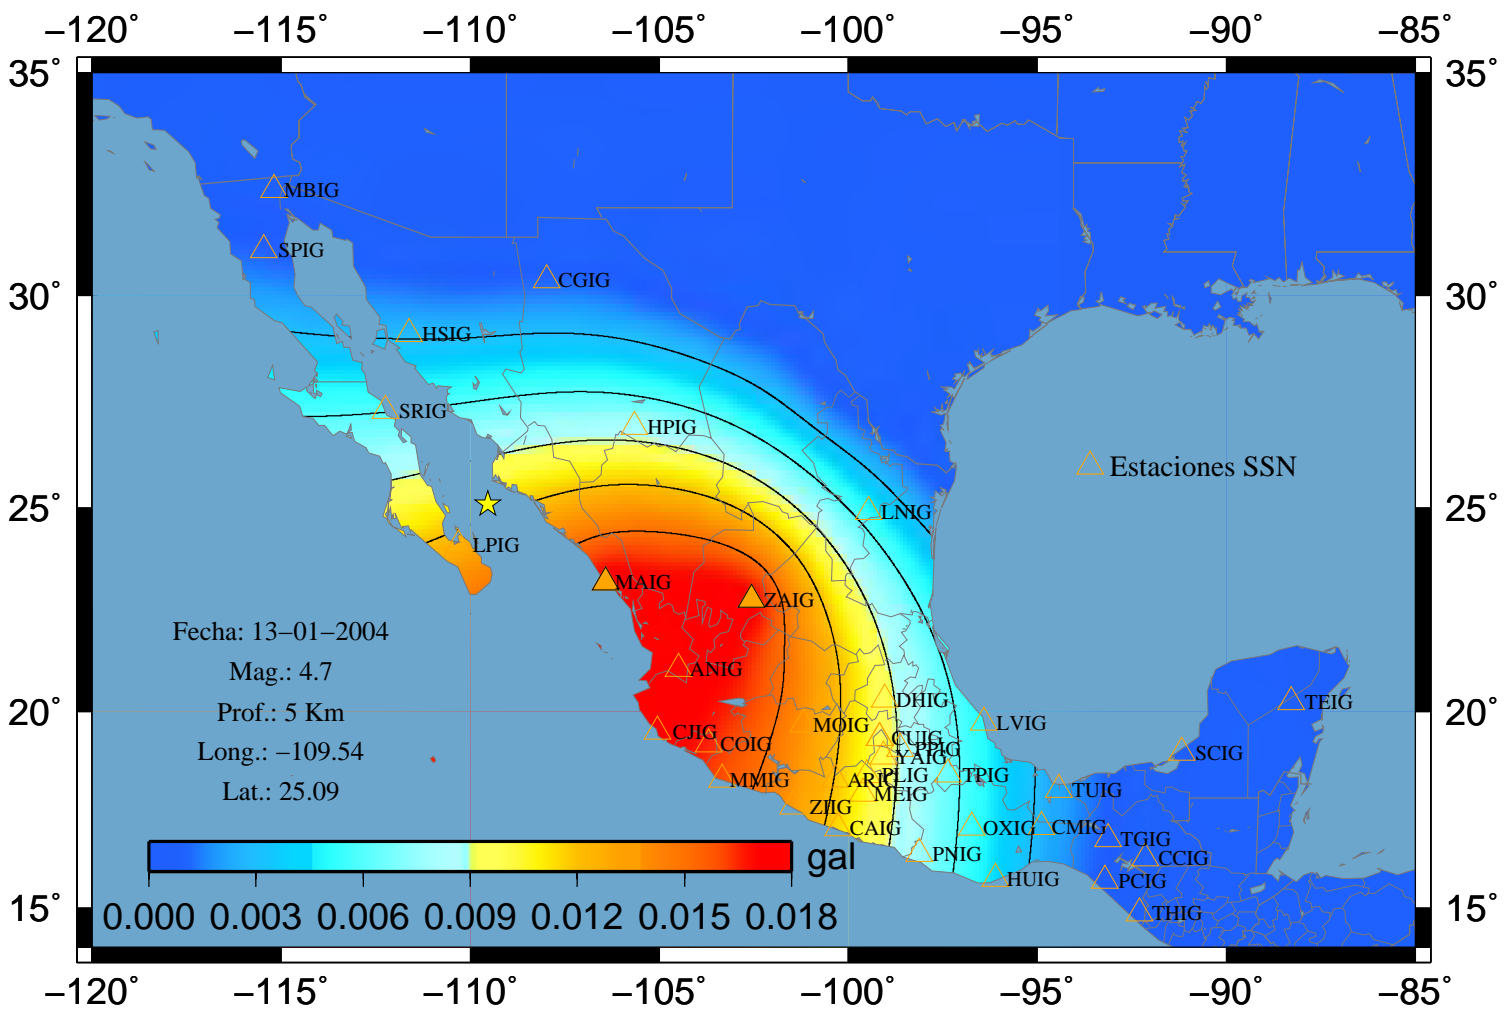 −120° −115° −110° −105° −100° −95° −90° −85°
35° 35°
MBIG
SPIG
CGIG
30° 30°
HSIG
SRIG
HPIG
Estaciones SSN
25° LNIG 25°
LPIG
MAIG
ZAIG
Fecha: 13−01−2004
Mag.: 4.7
ANIG
DHIG
TEIG
Prof.: 5 Km
20° 20°
MOIG
LVIG
CJIG
COIG
CUIG
PPIG
SCIG
Long.: −109.54
YAIG
MMIG
ARIG
PLIG
TPIG
Lat.: 25.09
MEIG
TUIG
ZIIG
CAIG
OXIG
CMIG
TGIG
gal
PNIG
CCIG
HUIG
PCIG
15° 15°
THIG
0.000 0.003 0.006 0.009 0.012 0.015 0.018
−120° −115° −110° −105° −100° −95° −90° −85°